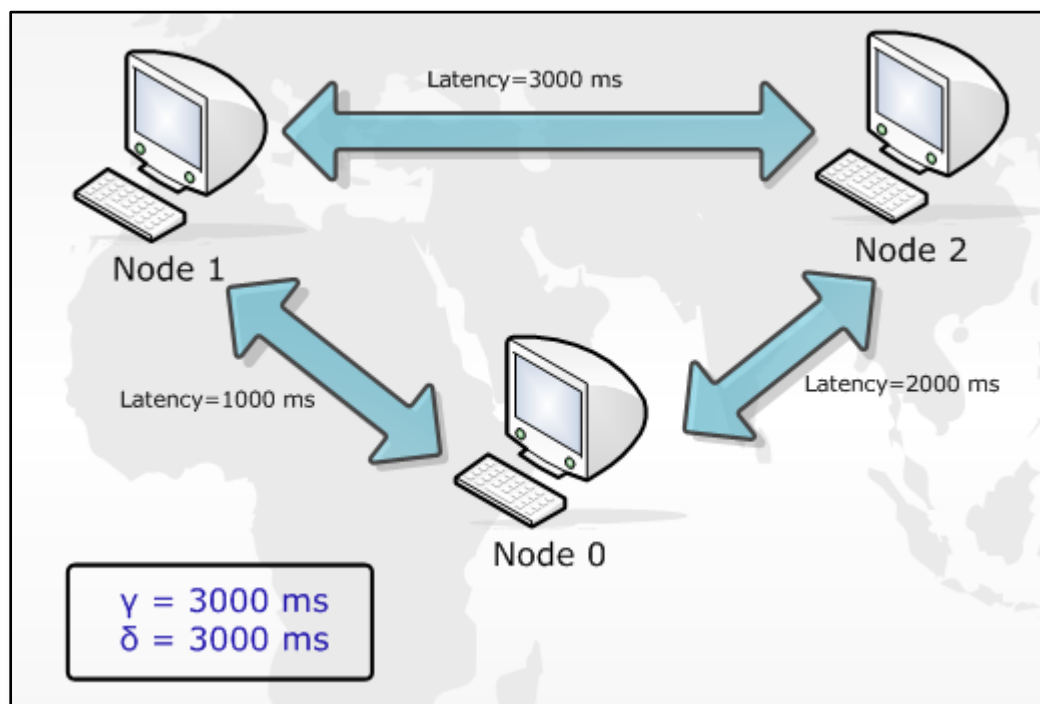 Latency=3000 ms
Node 1
Node 2
Latency=1000 ms
Latency=2000 ms
Node 0
γ = 3000 ms
δ = 3000 ms